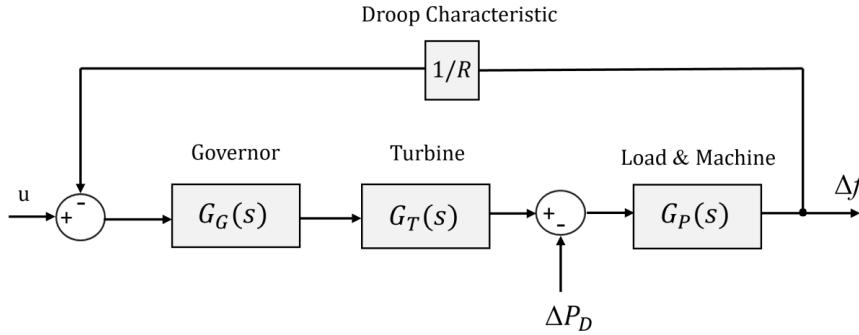 Droop Characteristic
1/R
Governor
Turbine
Load & Machine
u
+
-
G_G(s)
G_T(s)
+
-
G_P(s)
Δf
ΔP_D